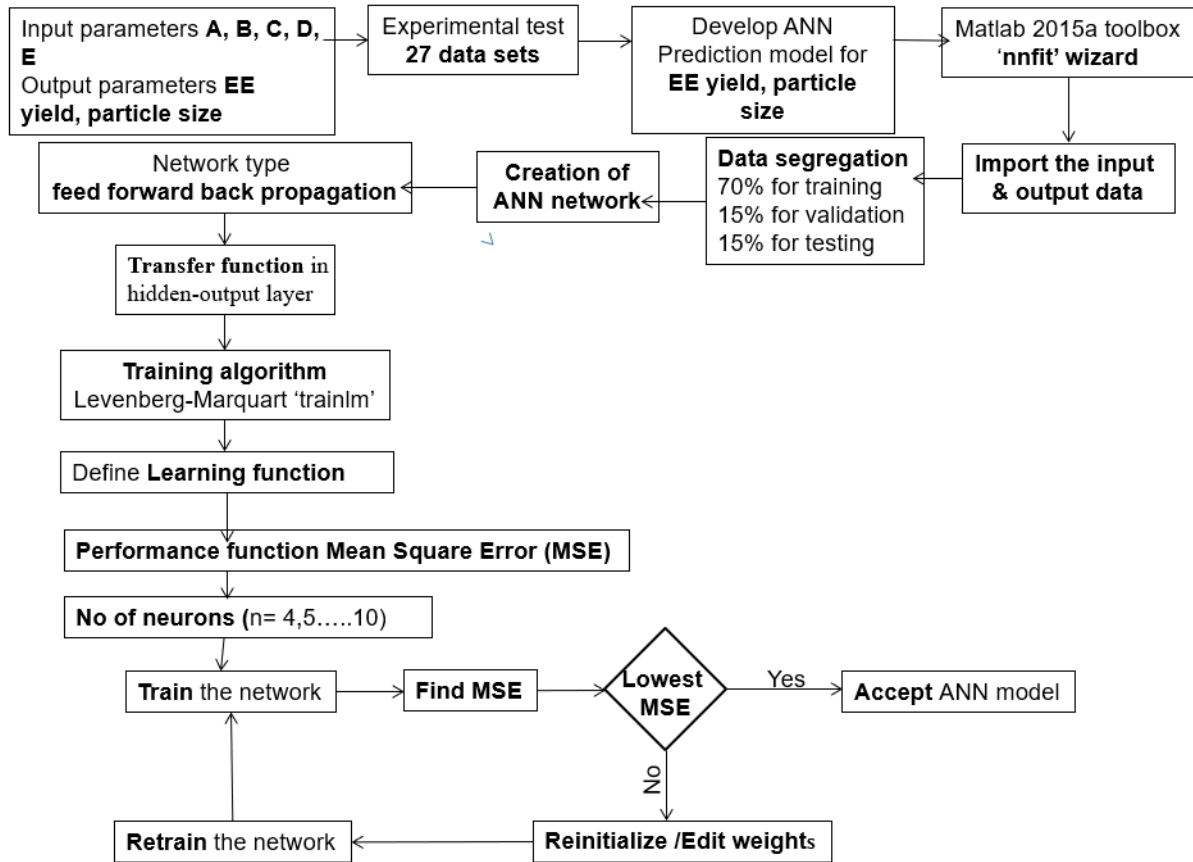 Input parameters A, B, C, D,
E
Output parameters EE
yield, particle size
Experimental test
27 data sets
Develop ANN
Prediction model for
EE yield, particle
size
Matlab 2015a toolbox
‘nnfit’ wizard
Import the input
& output data
Data segregation
70% for training
15% for validation
15% for testing
Creation of
ANN network
Network type
feed forward back propagation
Transfer function in
hidden-output layer
Training algorithm
Levenberg-Marquart ‘trainlm’
Define Learning function
Performance function Mean Square Error (MSE)
No of neurons (n= 4,5…..10)
Train the network
Find MSE
Lowest
MSE
Yes
Accept ANN model
No
Reinitialize /Edit weights
Retrain the network